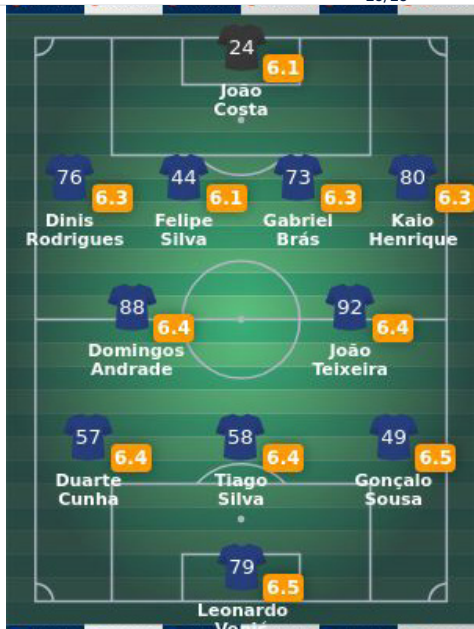 24
6.1
João
Costa
76
6.3
Dinis
Rodrigues
44
6.1
Felipe
Silva
73
6.3
Gabriel
Brás
80
6.3
Kaio
Henrique
88
6.4
Domingos
Andrade
92
6.4
João
Teixeira
57
6.4
Duarte
Cunha
58
6.4
Tiago
Silva
49
6.5
Gonçalo
Sousa
79
6.5
Leonardo